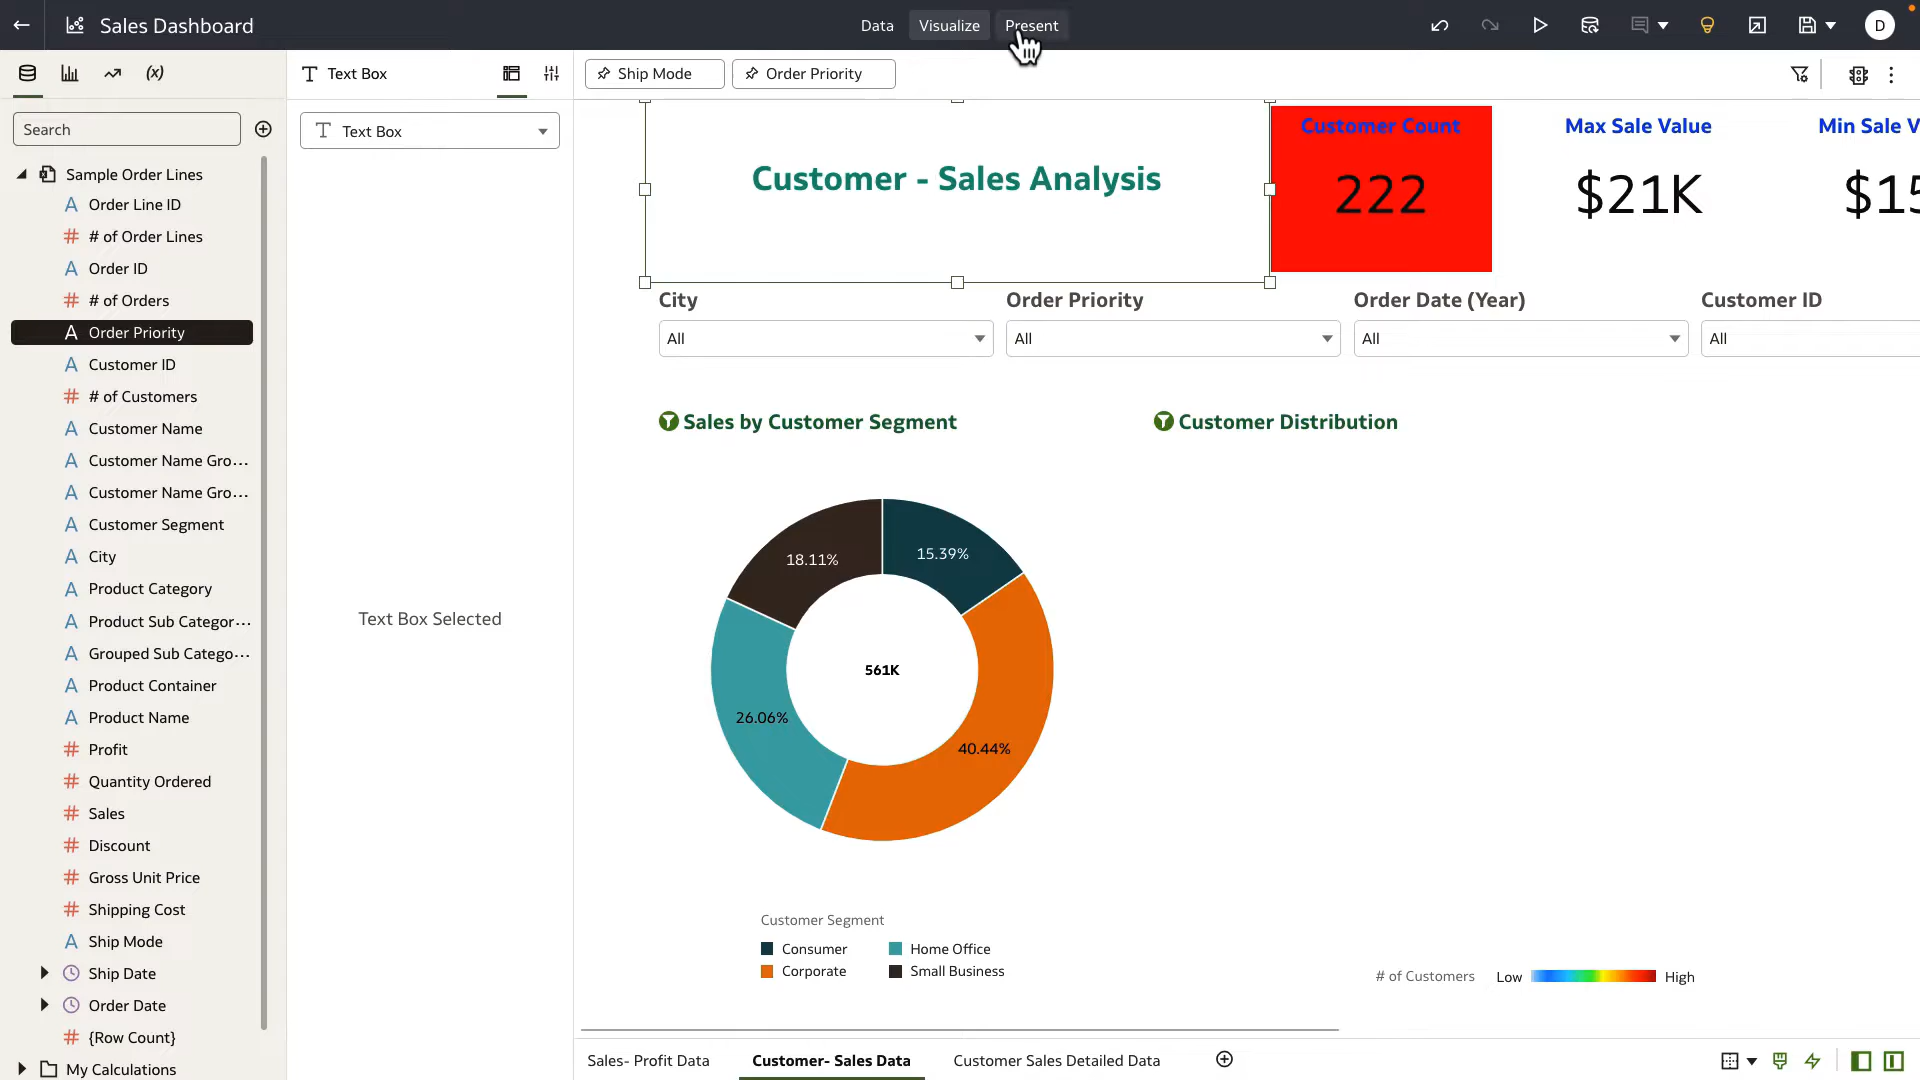 Sales Dashboard
Data
Visualize
Present
D
Text Box
Ship Mode
Order Priority
Search
Text Box
Sample Order Lines
Order Line ID
# of Order Lines
Order ID
# of Orders
Order Priority
Customer ID
# of Customers
Customer Name
Customer Name Gro...
Customer Name Gro...
Customer Segment
City
Product Category
Product Sub Categor...
Grouped Sub Catego...
Product Container
Product Name
Profit
Quantity Ordered
Sales
Discount
Gross Unit Price
Shipping Cost
Ship Mode
Ship Date
Order Date
{Row Count}
My Calculations
Text Box Selected
Customer - Sales Analysis
Customer Count
222
Max Sale Value
$21K
Min Sale V
$15
City
All
Order Priority
All
Order Date (Year)
All
Customer ID
All
Sales by Customer Segment
Customer Distribution
18.11%
15.39%
561K
26.06%
40.44%
Customer Segment
Consumer
Home Office
Corporate
Small Business
# of Customers
Low
High
Sales- Profit Data
Customer- Sales Data
Customer Sales Detailed Data